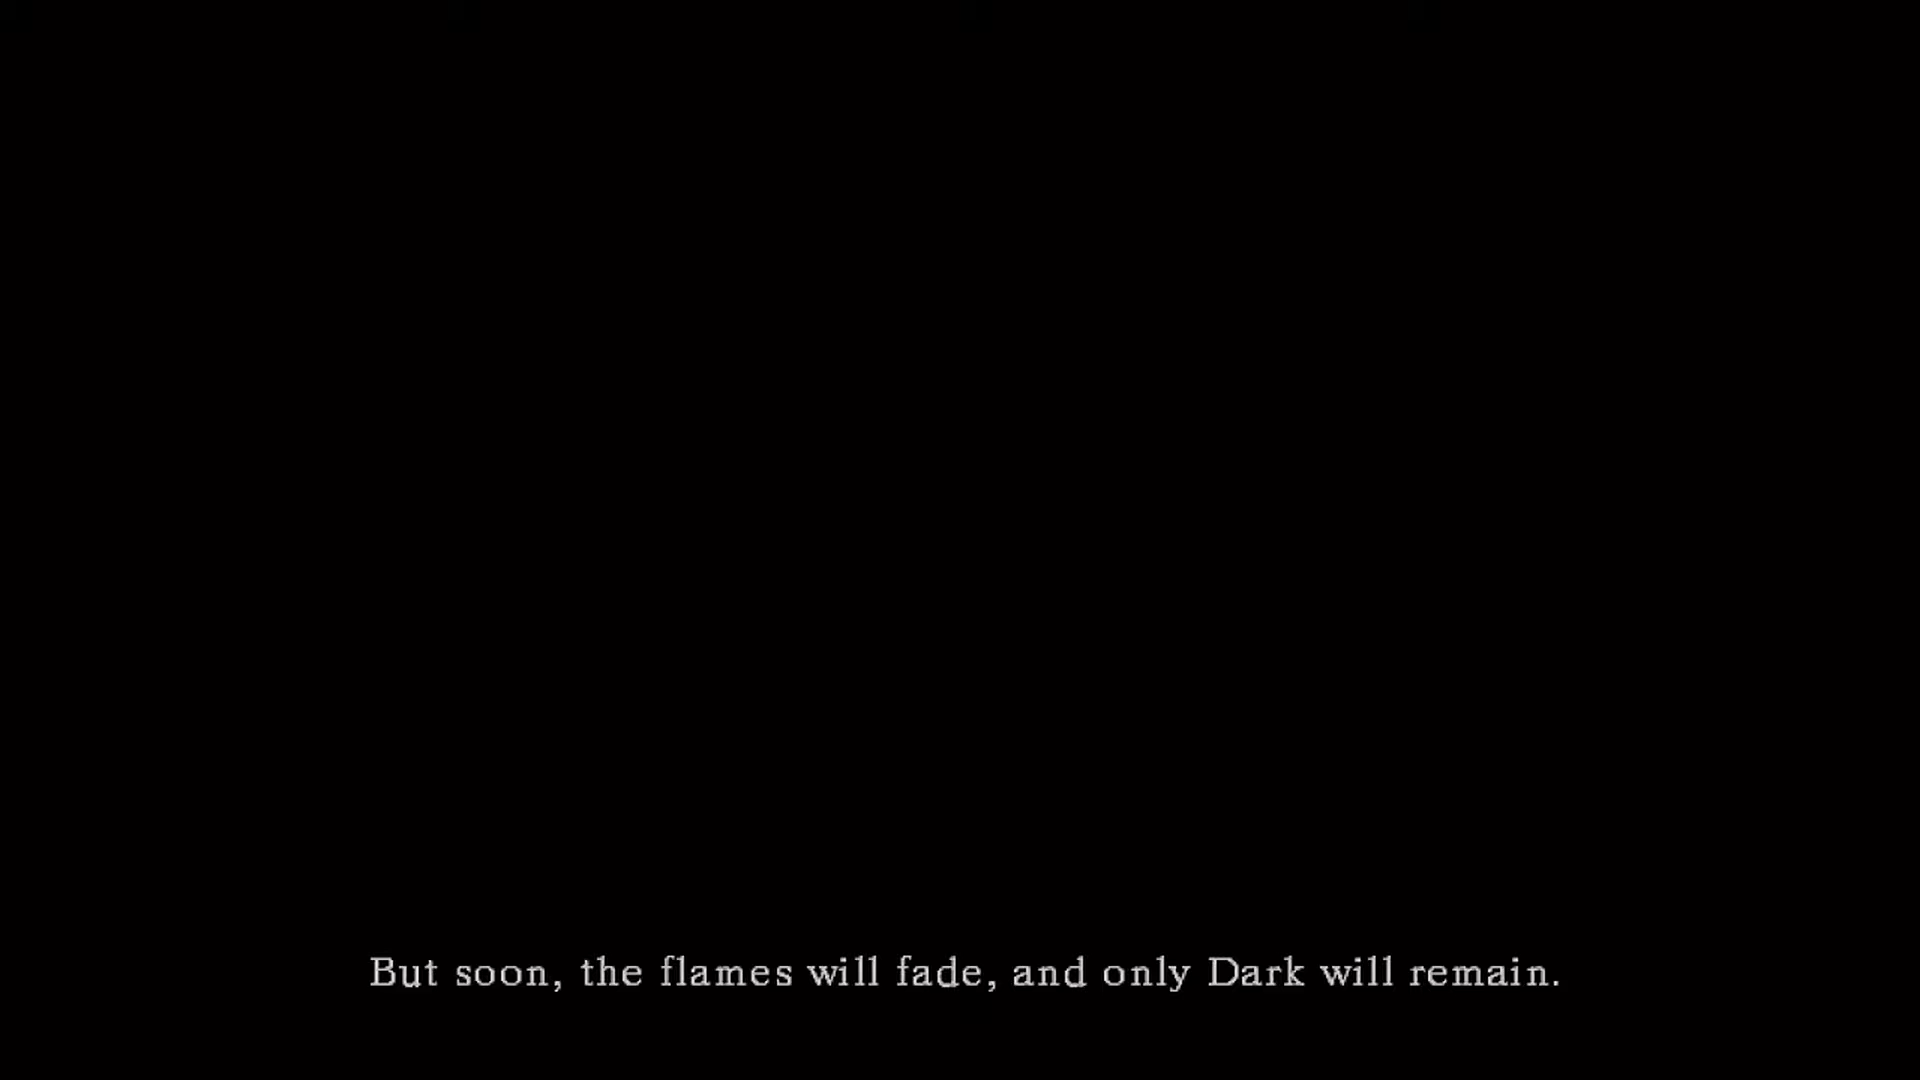 But soon, the flames will fade, and only Dark will remain.